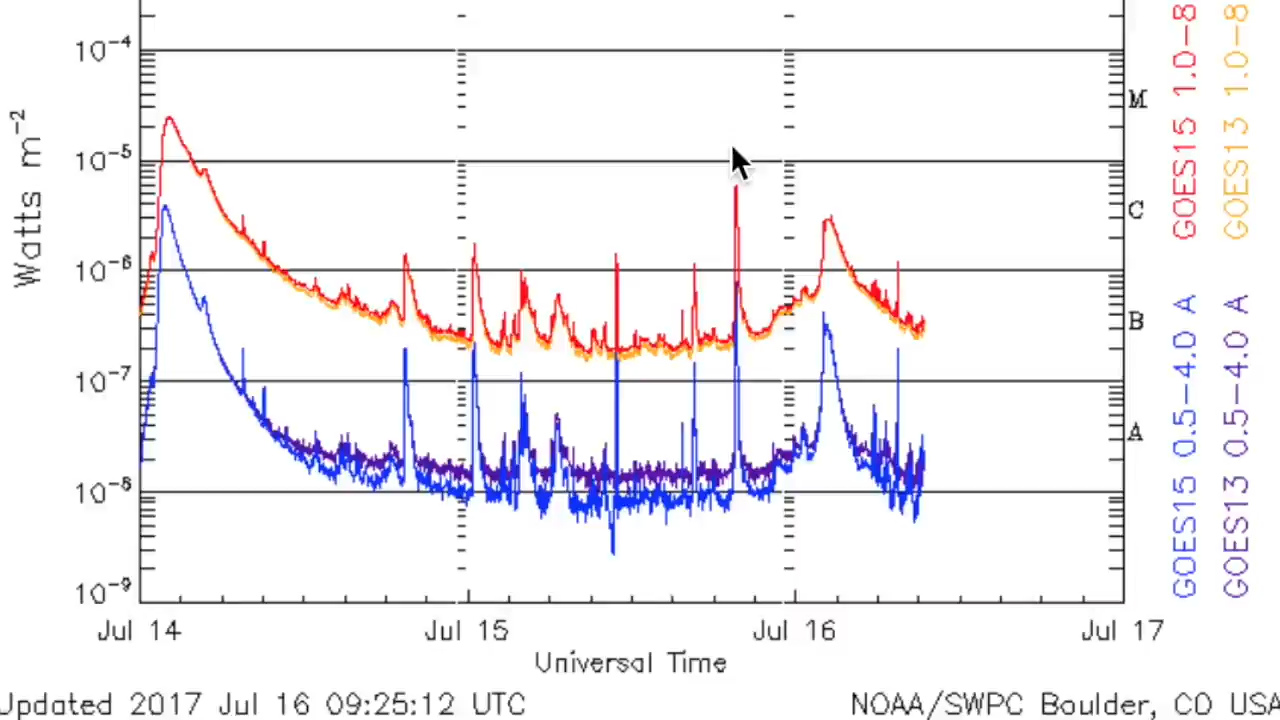 10⁻⁴
10⁻⁵
10⁻⁶
10⁻⁷
10⁻⁸
10⁻⁹
Watts m⁻²
M
C
B
A
GOES15 0.5-4.0 A GOES15 1.0-8
GOES13 0.5-4.0 A GOES13 1.0-8
Jul 14 Jul 15 Jul 16 Jul 17
Universal Time
Updated 2017 Jul 16 09:25:12 UTC NOAA/SWPC Boulder, CO USA